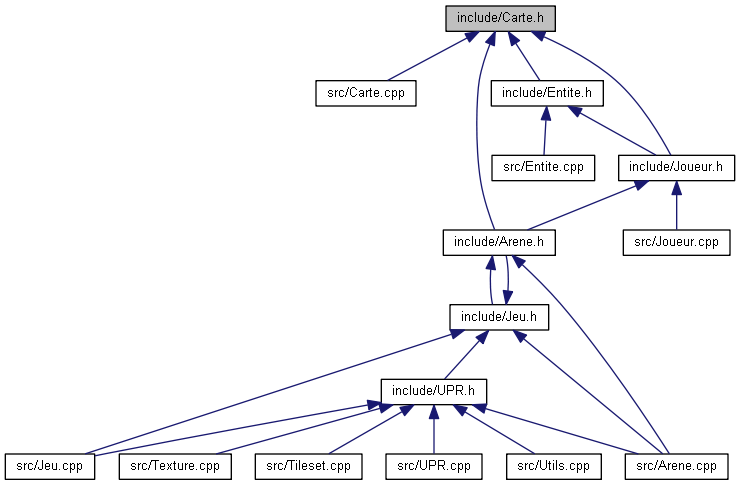 include/Carte.h
src/Carte.cpp
include/Entite.h
src/Entite.cpp
include/Joueur.h
include/Arene.h
src/Joueur.cpp
include/Jeu.h
include/UPR.h
src/Jeu.cpp
src/Texture.cpp
src/Tileset.cpp
src/UPR.cpp
src/Utils.cpp
src/Arene.cpp